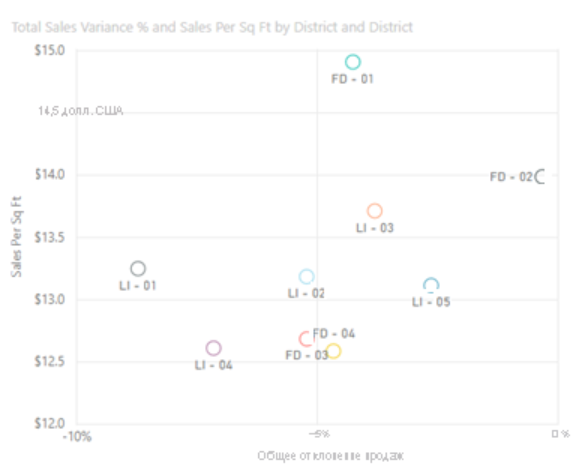 Total Sales Variance % and Sales Per Sq Ft by District and District
$15.0
FD - 01
14,5 долл. США
$14.0
FD - 02
LI - 03
$13.5
Sales Per Sq Ft
LI - 01
LI - 02
$13.0
LI - 05
FD - 04
FD - 03
$12.5
LI - 04
$12.0
-10%
-5%
0 %
Общее отклонение продаж